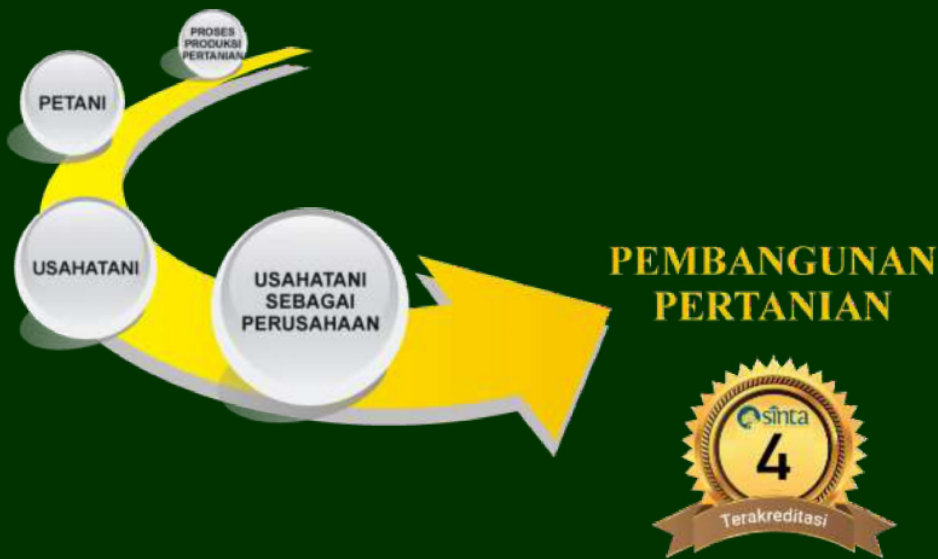 PROSES
PRODUKSI
PERTANIAN
PETANI
USAHATANI
USAHATANI
SEBAGAI
PERUSAHAAN
PEMBANGUNAN
PERTANIAN
sinta
4
Terakreditasi